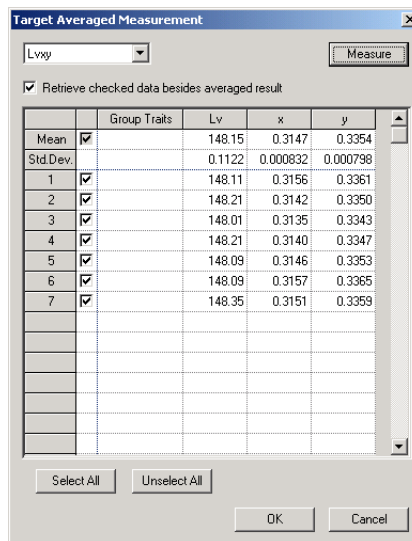 Target Averaged Measurement
Lvxy Measure
Retrieve checked data besides averaged result
Group Traits Lv x y
Mean 148.15 0.3147 0.3354
Std.Dev. 0.1122 0.000832 0.000798
1 148.11 0.3156 0.3361
2 148.21 0.3142 0.3350
3 148.01 0.3135 0.3343
4 148.21 0.3140 0.3347
5 148.09 0.3146 0.3353
6 148.09 0.3157 0.3365
7 148.35 0.3151 0.3359
Select All Unselect All
OK Cancel